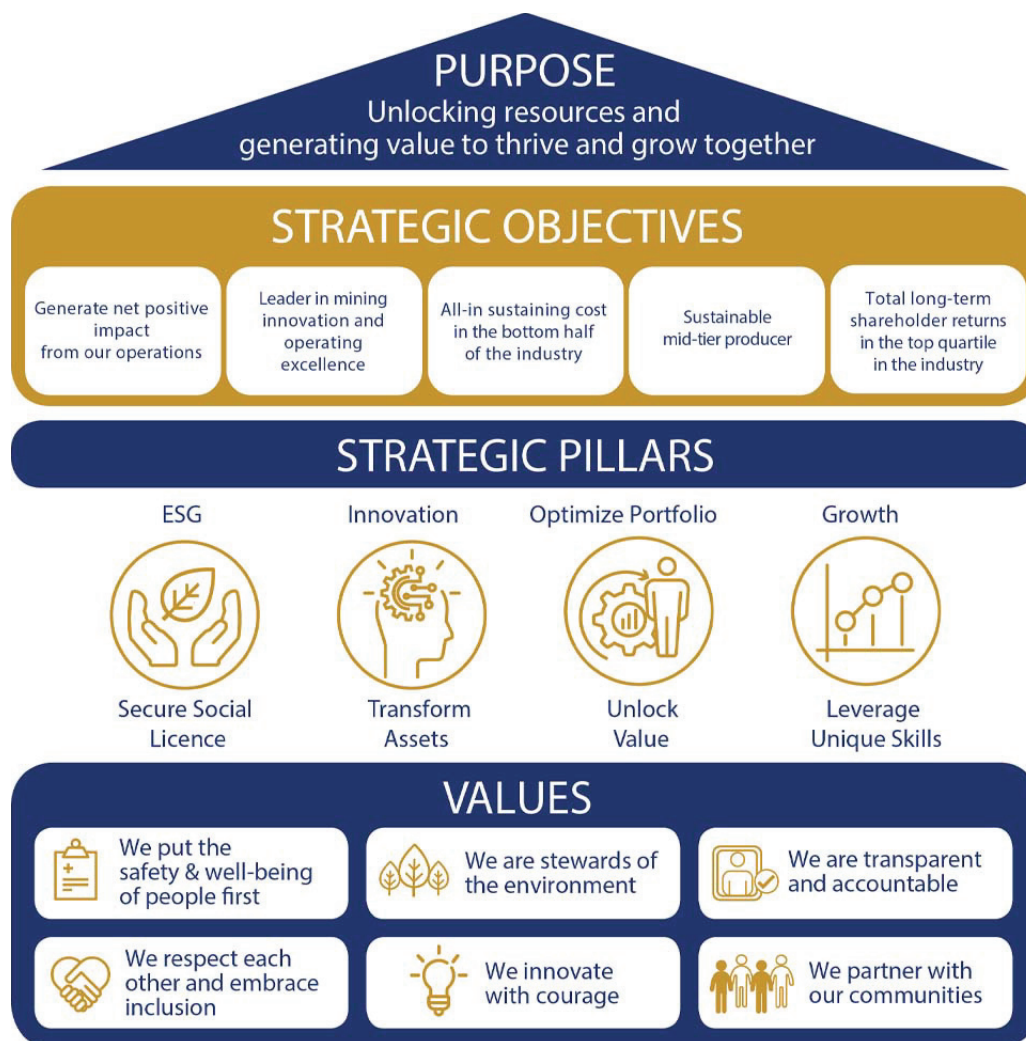 PURPOSE
Unlocking resources and
generating value to thrive and grow together
STRATEGIC OBJECTIVES
Generate net positive
impact
from our operations
Leader in mining
innovation and
operating
excellence
All-in sustaining cost
in the bottom half
of the industry
Sustainable
mid-tier producer
Total long-term
shareholder returns
in the top quartile
in the industry
STRATEGIC PILLARS
ESG
Secure Social
Licence
Innovation
Transform
Assets
Optimize Portfolio
Unlock
Value
Growth
Leverage
Unique Skills
VALUES
We put the
safety & well-being
of people first
We are stewards of
the environment
We are transparent
and accountable
We respect each
other and embrace
inclusion
We innovate
with courage
We partner with
our communities